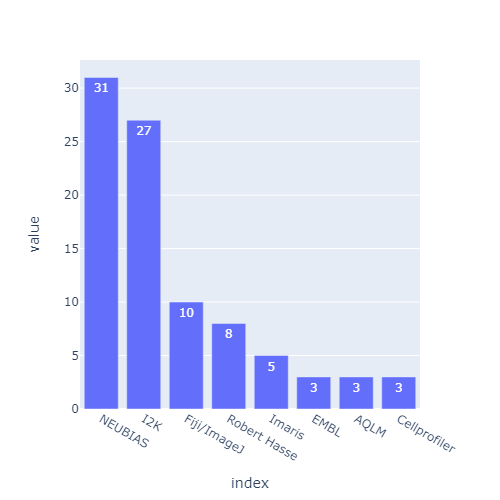 31
30
27
25
20
value
15
10
10
8
5
5
3
3
3
0
NEUBIAS
I2K
Fiji/ImageJ
Robert Hasse
Imaris
EMBL
AQLM
Cellprofiler
index